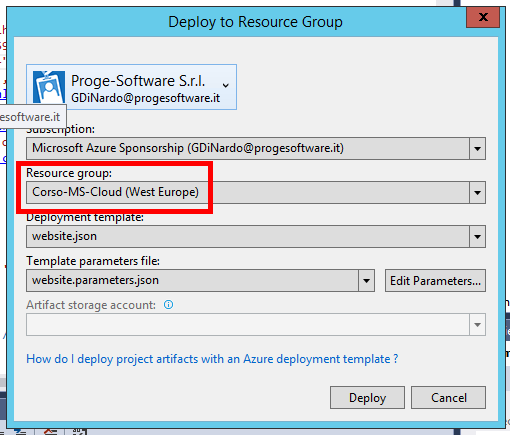 Deploy to Resource Group
x
Proge-Software S.r.l.
GDiNardo@progesoftware.it
esoftware.it
Subscription:
Microsoft Azure Sponsorship (GDiNardo@progesoftware.it)
Resource group:
Corso-MS-Cloud (West Europe)
Deployment template:
website.json
Template parameters file:
website.parameters.json
Edit Parameters...
Artifact storage account:
How do I deploy project artifacts with an Azure deployment template ?
Deploy
Cancel